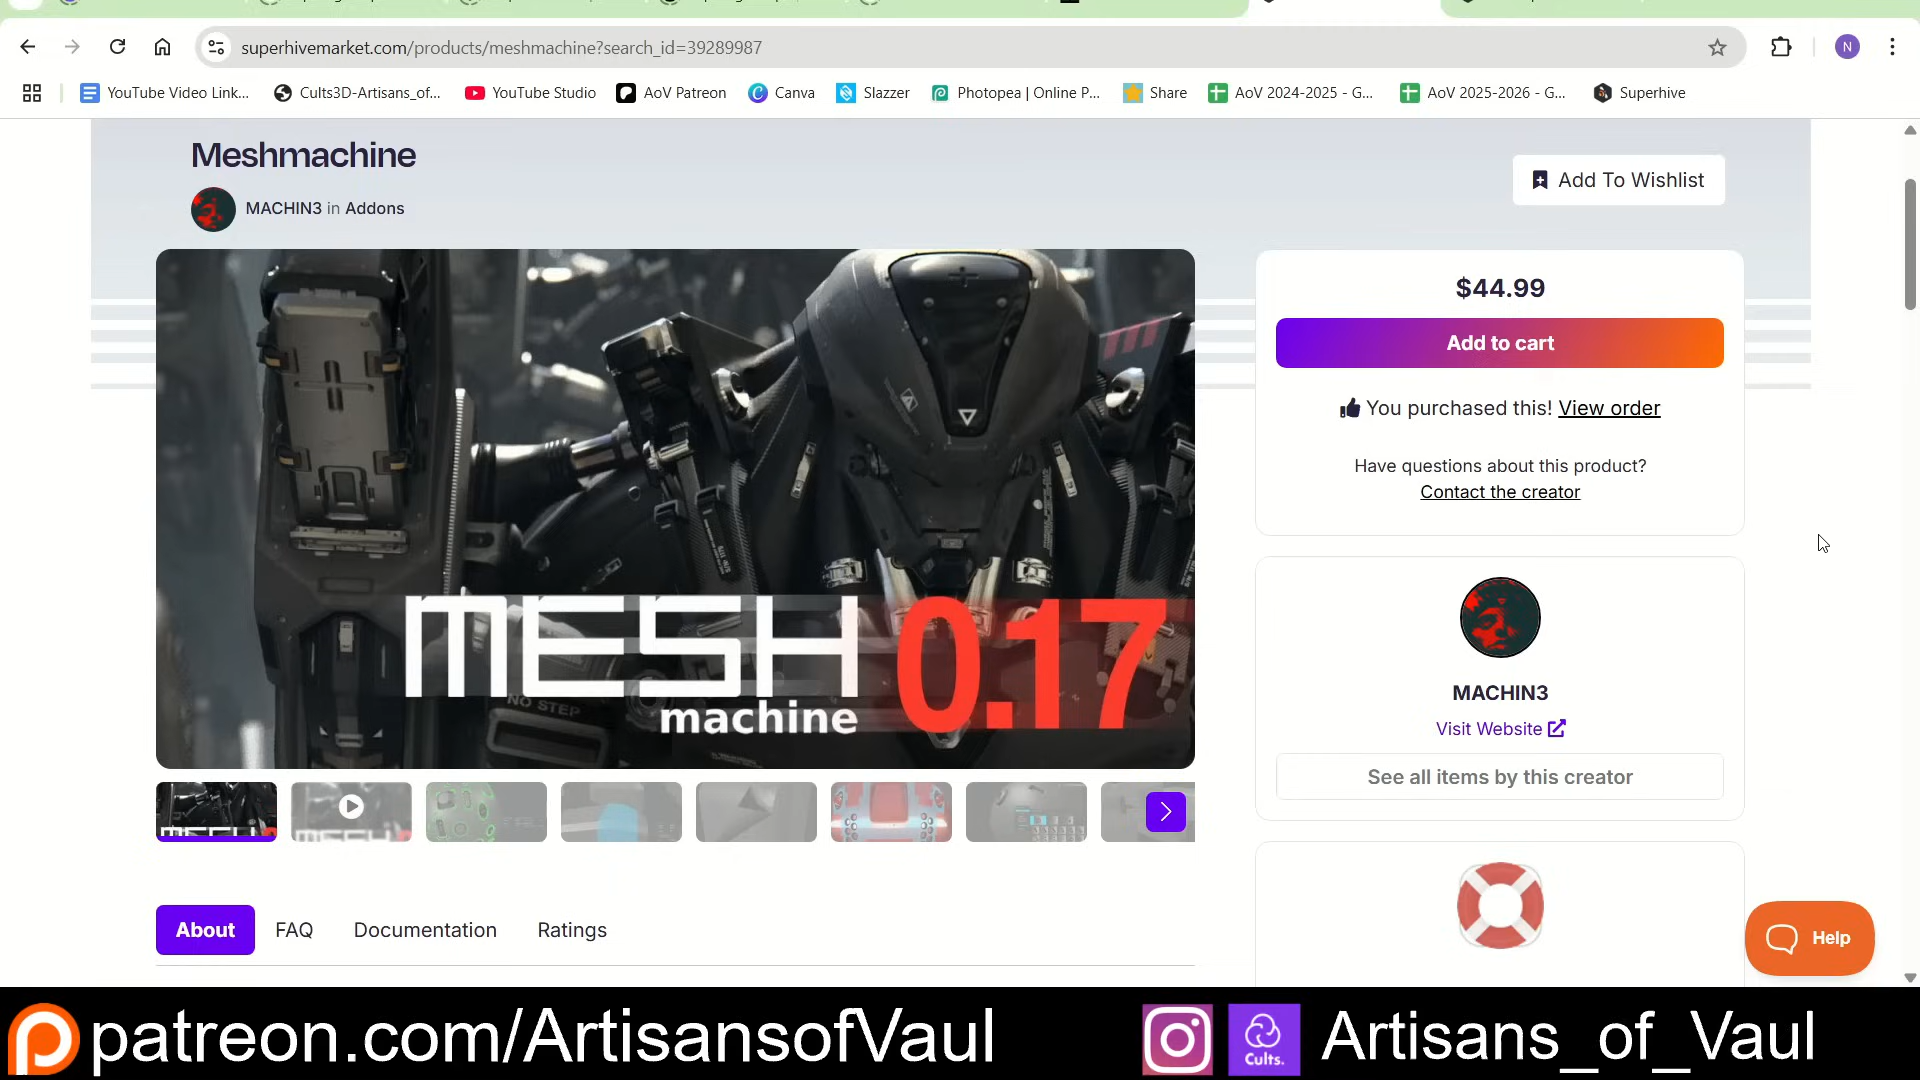 superhivemarket.com/products/meshmachine?search_id=39289987
N
YouTube Video Link...
Cults3D-Artisans_of...
YouTube Studio
AoV Patreon
Canva
Slazzer
Photopea | Online P...
Share
AoV 2024-2025 - G...
AoV 2025-2026 - G...
Superhive
Meshmachine
MACHIN3 in Addons
Add To Wishlist
$44.99
Add to cart
You purchased this! View order
Have questions about this product?
Contact the creator
NO STEP
MESH 0.17
machine
MACHIN3
Visit Website
See all items by this creator
About
FAQ
Documentation
Ratings
Help
patreon.com/ArtisansofVaul
Cults.
Artisans_of_Vaul